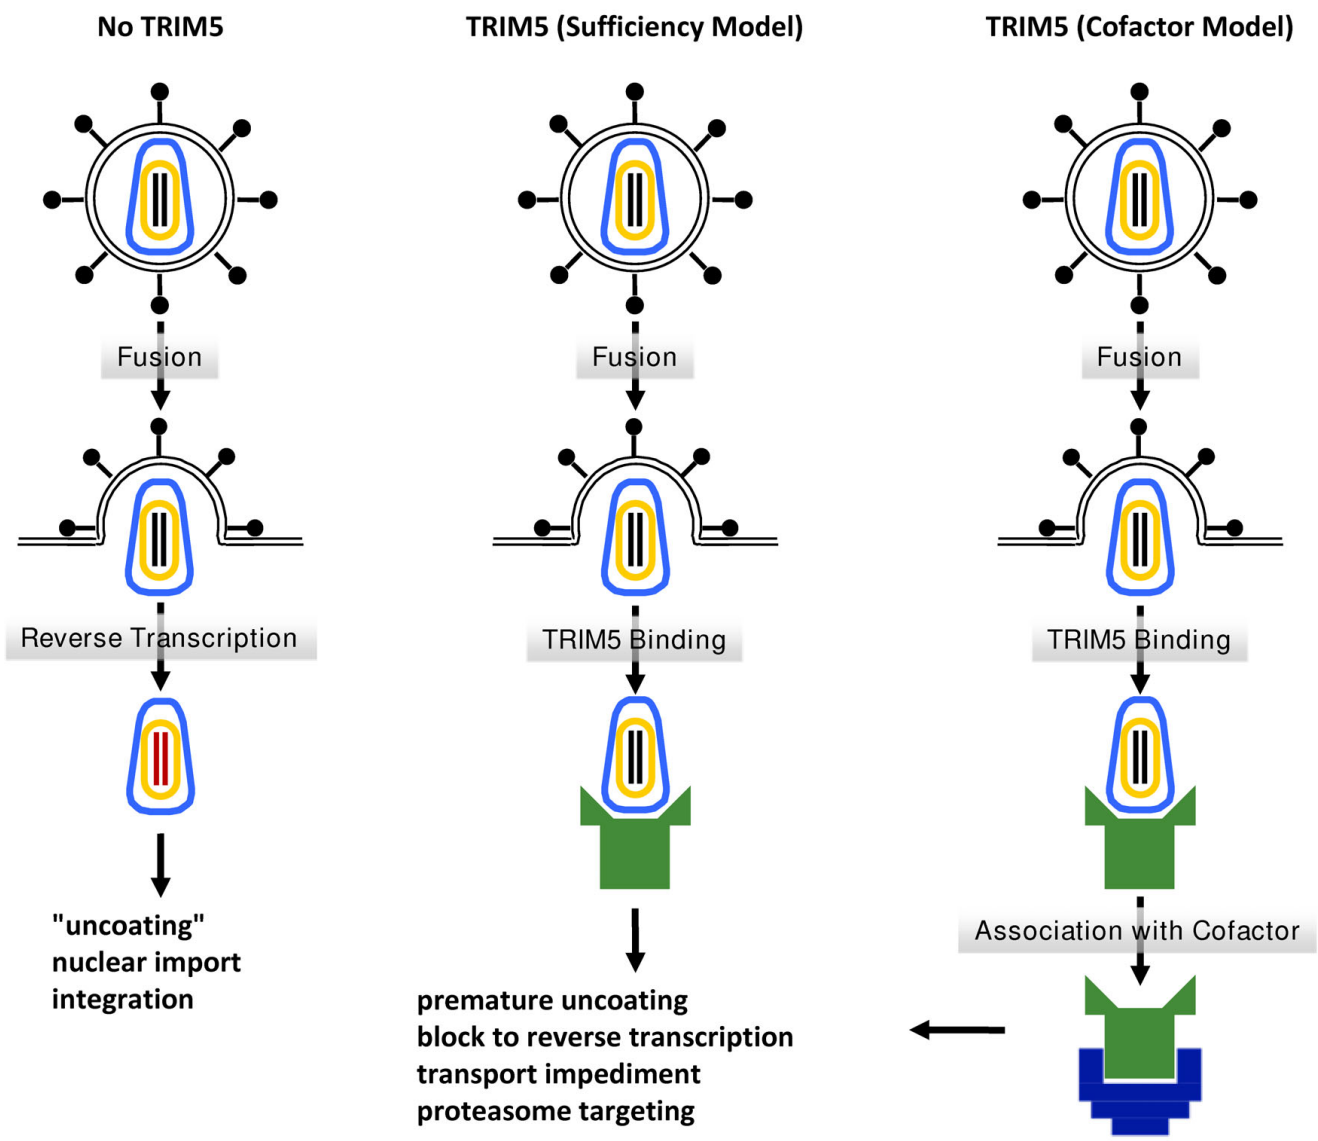 No TRIM5
TRIM5 (Sufficiency Model)
TRIM5 (Cofactor Model)
Fusion
Fusion
Fusion
Reverse Transcription
TRIM5 Binding
TRIM5 Binding
"uncoating"
nuclear import
integration
Association with Cofactor
premature uncoating
block to reverse transcription
transport impediment
proteasome targeting